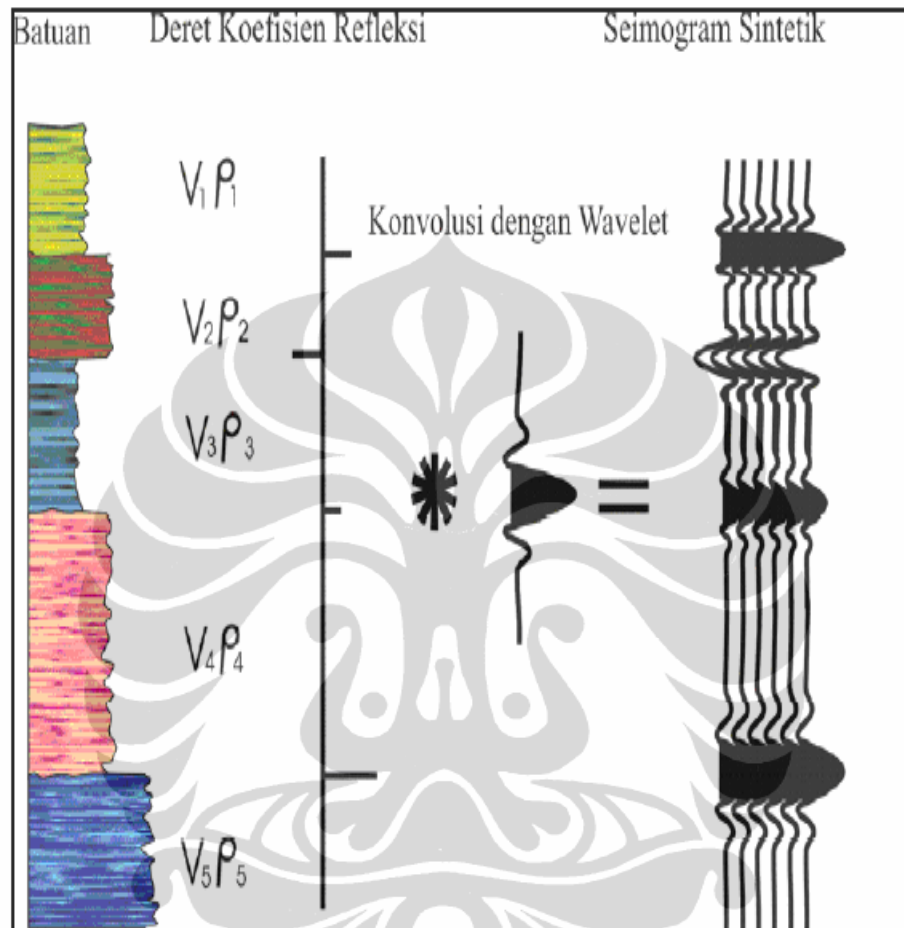 Batuan
Deret Koefisien Refleksi
Seimogram Sintetik
V₁ρ₁
Konvolusi dengan Wavelet
V₂ρ₂
V₃ρ₃
V₄ρ₄
V₅ρ₅